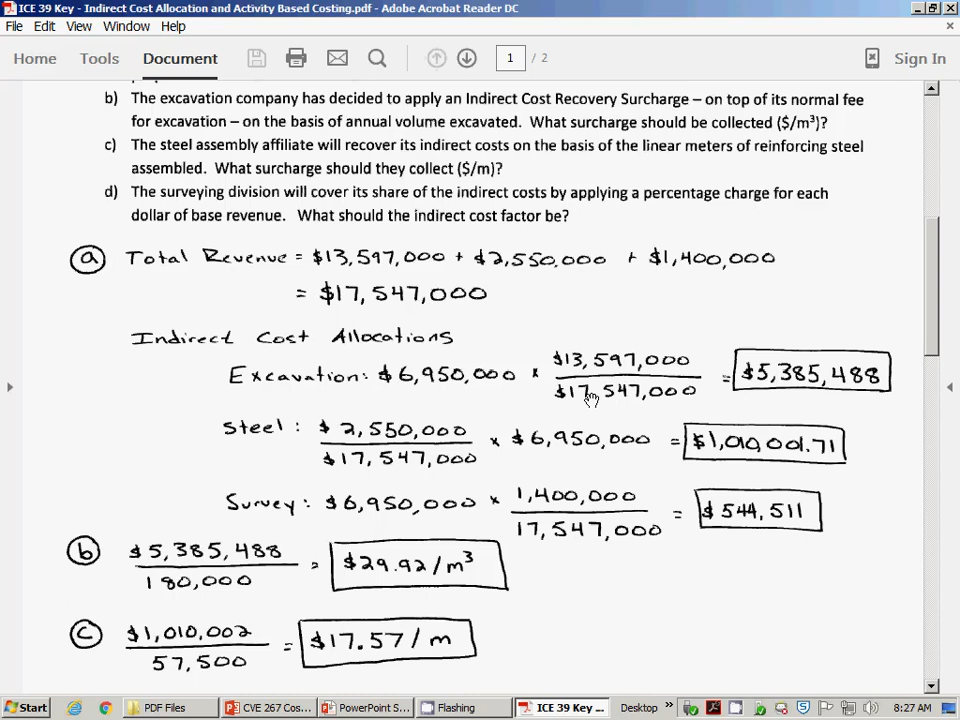 ICE 39 Key - Indirect Cost Allocation and Activity Based Costing.pdf - Adobe Acrobat Reader DC
File Edit View Window Help
Home Tools Document 1 / 2 Sign In
b) The excavation company has decided to apply an Indirect Cost Recovery Surcharge – on top of its normal fee
for excavation – on the basis of annual volume excavated. What surcharge should be collected ($/m³)?
c) The steel assembly affiliate will recover its indirect costs on the basis of the linear meters of reinforcing steel
assembled. What surcharge should they collect ($/m)?
d) The surveying division will cover its share of the indirect costs by applying a percentage charge for each
dollar of base revenue. What should the indirect cost factor be?
a Total Revenue = $13,597,000 + $2,550,000 + $1,400,000
= $17,547,000
Indirect Cost Allocations
Excavation: $6,950,000 × $13,597,000 / $17,547,000 = $5,385,488
Steel: $2,550,000 / $17,547,000 × $6,950,000 = $1,010,001.71
Survey: $6,950,000 × 1,400,000 / 17,547,000 = $544,511
b $5,385,488 / 180,000 = $29.92/m³
c $1,010,002 / 57,500 = $17.57/m
Start PDF Files CVE 267 Cos... PowerPoint S... Flashing ICE 39 Key ... Desktop 8:27 AM